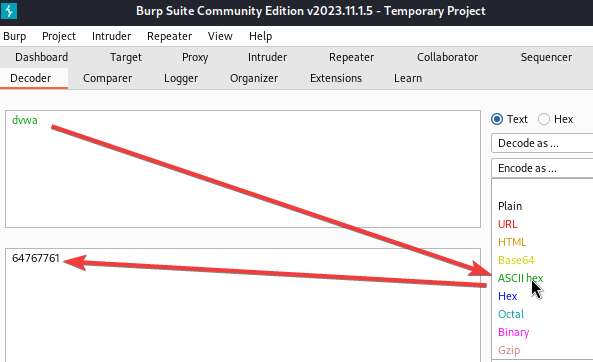 Burp Suite Community Edition v2023.11.1.5 - Temporary Project
Burp Project Intruder Repeater View Help
Dashboard Target Proxy Intruder Repeater Collaborator Sequencer
Decoder Comparer Logger Organizer Extensions Learn
dvwa
Text Hex
Decode as ...
Encode as ...
Plain
URL
HTML
Base64
64767761
ASCII hex
Hex
Octal
Binary
Gzip